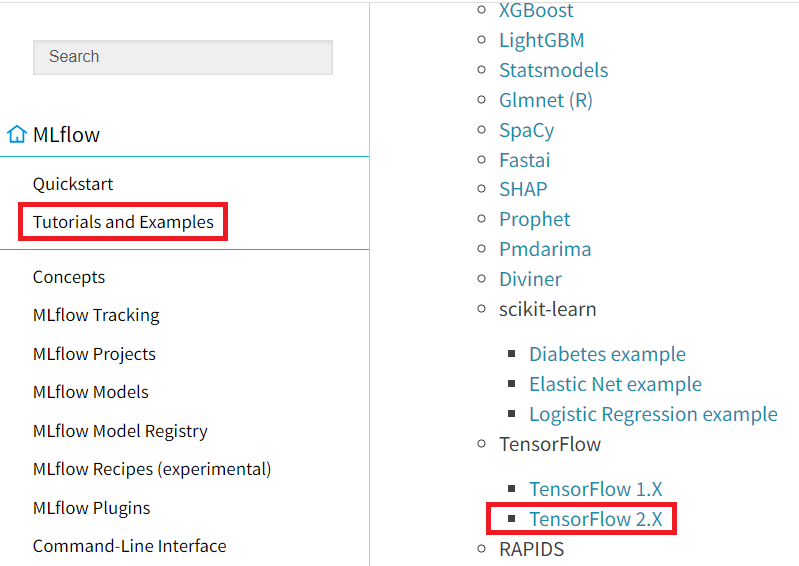 Search
MLflow
Quickstart
Tutorials and Examples
Concepts
MLflow Tracking
MLflow Projects
MLflow Models
MLflow Model Registry
MLflow Recipes (experimental)
MLflow Plugins
Command-Line Interface
XGBoost
LightGBM
Statsmodels
Glmnet (R)
SpaCy
Fastai
SHAP
Prophet
Pmdarima
Diviner
scikit-learn
Diabetes example
Elastic Net example
Logistic Regression example
TensorFlow
TensorFlow 1.X
TensorFlow 2.X
RAPIDS